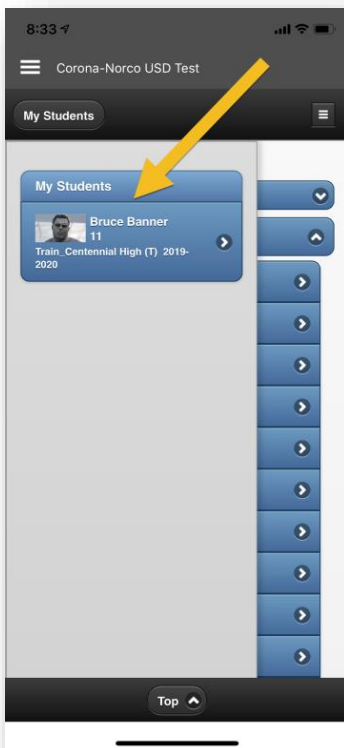 8:33
Corona-Norco USD Test
My Students
My Students
Bruce Banner
11
Train_Centennial High (T) 2019-
2020
Top